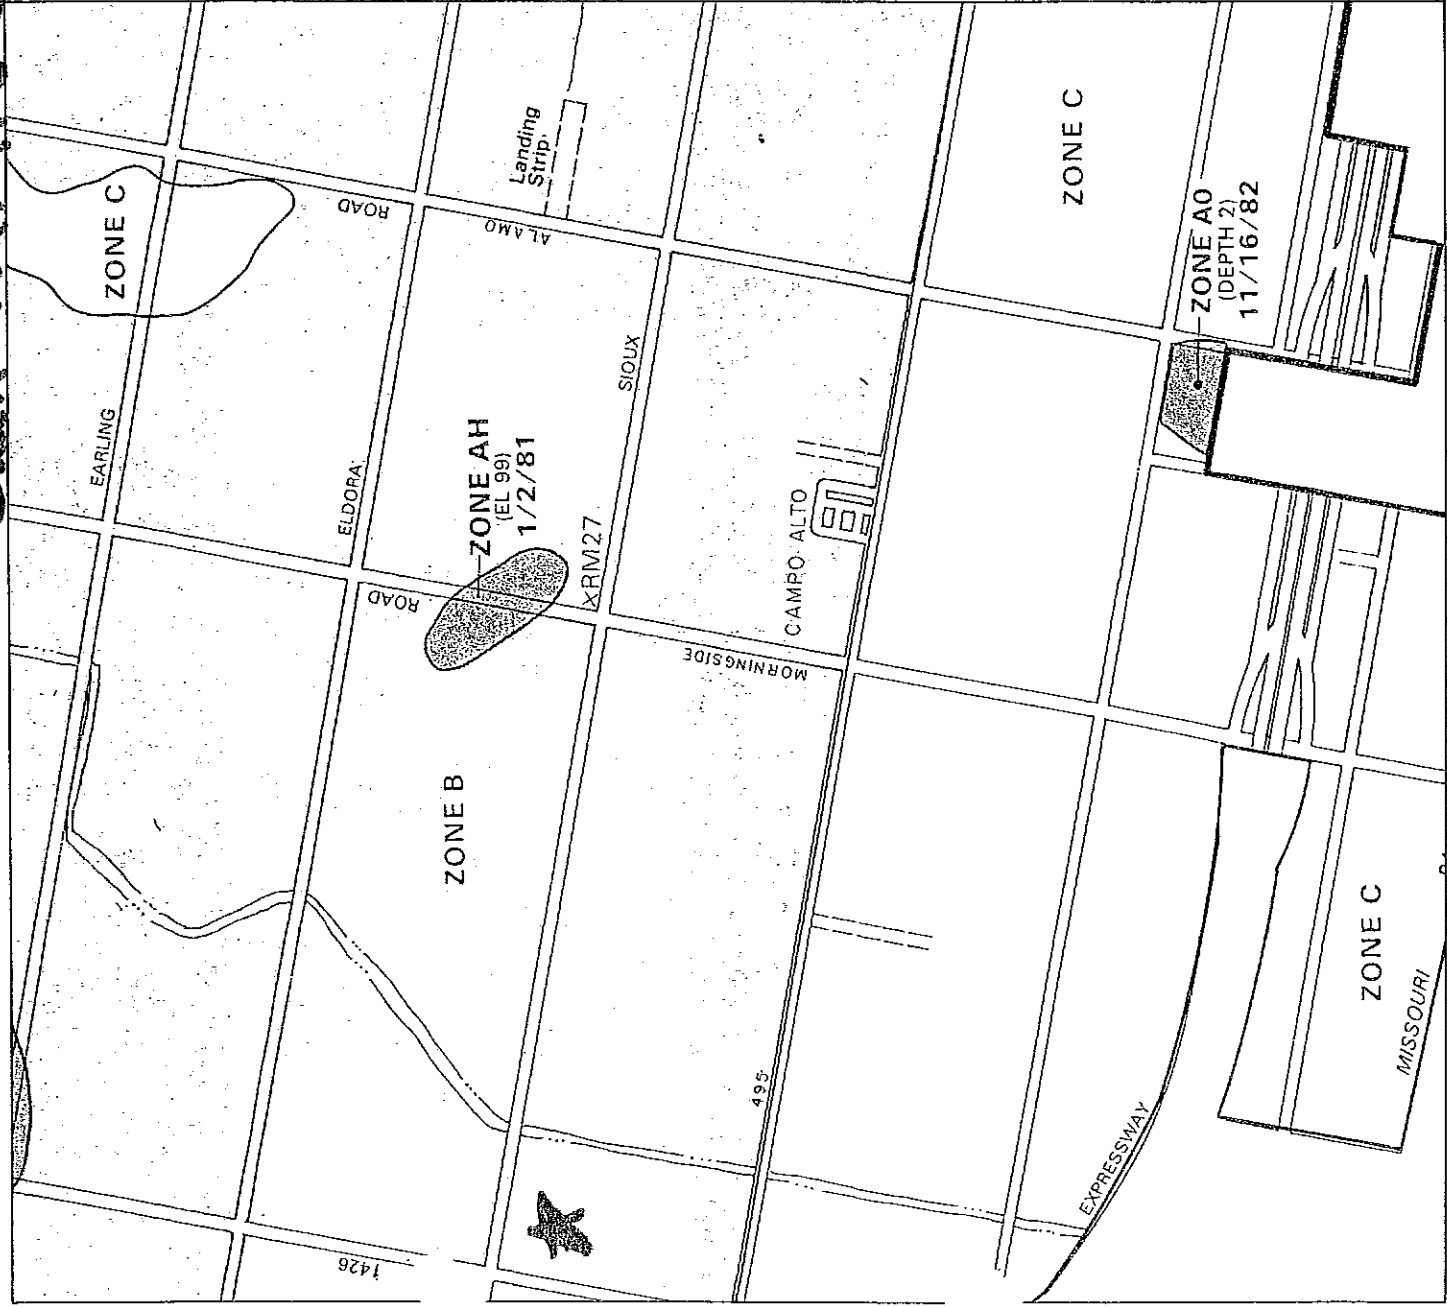 ZONE C
EARLING
ROAD
ALAMO
Landing
Strip
ELDORA
SIOUX
ZONE AH
(EL 99)
1/2/81
XRM27
ROAD
MORNINGSIDE
CAMPO ALTO
ZONE C
ZONE AO
(DEPTH 2)
11/16/82
ZONE B
495
1426
EXPRESSWAY
ZONE C
MISSOURI